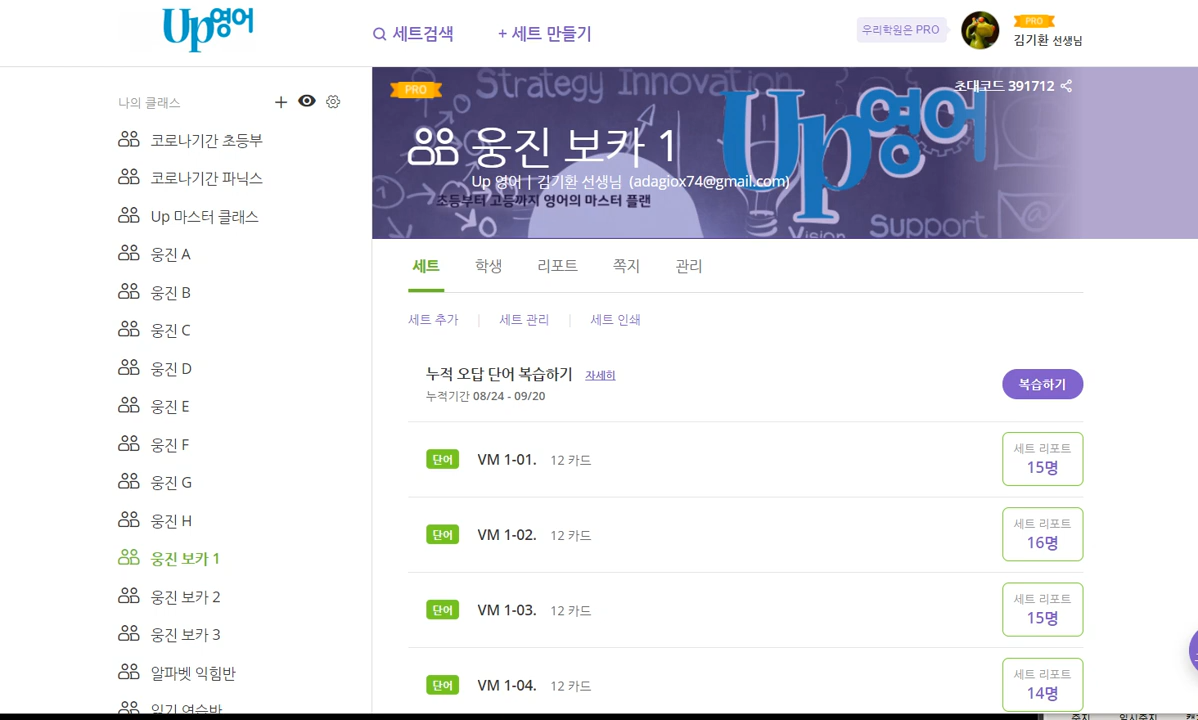 Up영어
세트검색
+ 세트 만들기
우리학원은 PRO
PRO
김기환 선생님
나의 클래스
코로나기간 초등부
코로나기간 파닉스
Up 마스터 클래스
웅진 A
웅진 B
웅진 C
웅진 D
웅진 E
웅진 F
웅진 G
웅진 H
웅진 보카 1
웅진 보카 2
웅진 보카 3
알파벳 익힘반
읽기 연습반
PRO
Strategy Innovation
초대코드 391712
Up영어
웅진 보카 1
Up 영어 | 김기환 선생님 (adagiox74@gmail.com)
초등부터 고등까지 영어의 마스터 플랜
Vision
Support
세트
학생
리포트
쪽지
관리
세트 추가
세트 관리
세트 인쇄
누적 오답 단어 복습하기 자세히
누적기간 08/24 - 09/20
복습하기
단어 VM 1-01. 12 카드
세트 리포트
15명
단어 VM 1-02. 12 카드
세트 리포트
16명
단어 VM 1-03. 12 카드
세트 리포트
15명
단어 VM 1-04. 12 카드
세트 리포트
14명